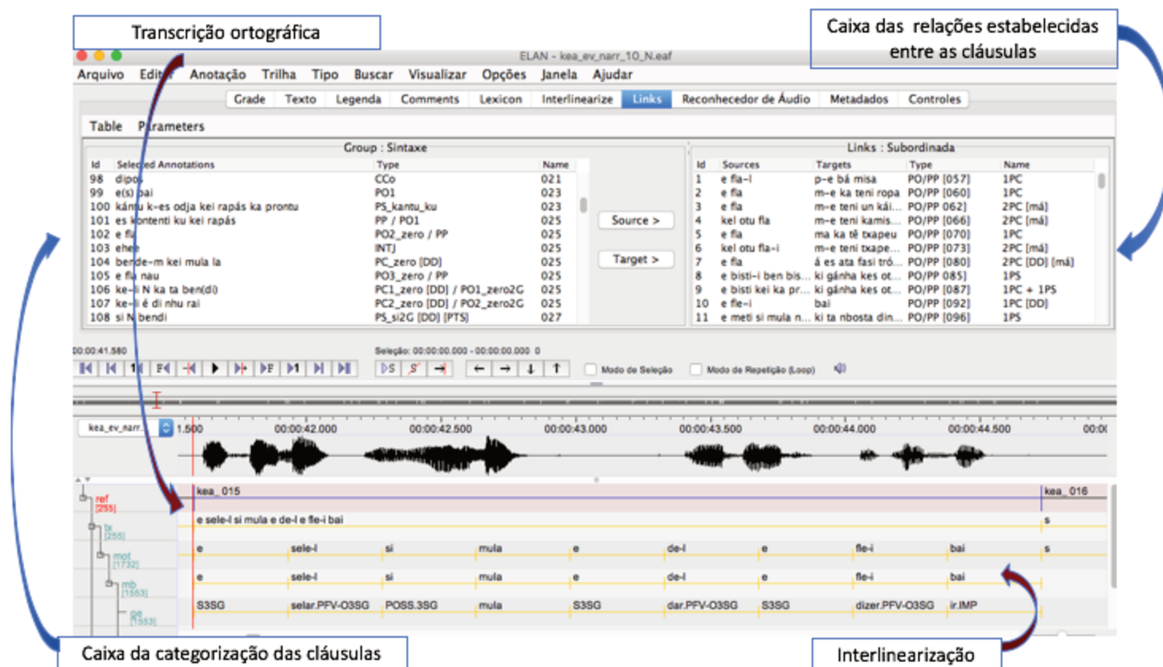 Transcrição ortográfica
Caixa das relações estabelecidas
entre as cláusulas
ELAN - kea_ev_narr_10_N.eaf
Arquivo Editar Anotação Trilha Tipo Buscar Visualizar Opções Janela Ajudar
Grade Texto Legenda Comments Lexicon Interlinearize Links Reconhecedor de Áudio Metadados Controles
Table Parameters
Group : Sintaxe
Id Selected Annotations Type Name
98 dipos CCo 021
99 e(s) bai PO1 023
100 kántu k-es odja kei rapás ka prontu PS_kantu_ku 023
101 es kontenti ku kei rapás PP / PO1 025
102 e fla PO2_zero / PP 025
103 ehee INTJ 025
104 bende-m kei mula la PC_zero [DD] 025
105 e fla nau PO3_zero / PP 025
106 ke-li N ka ta ben(di) PC1_zero [DD] / PO1_zero2G 025
107 ke-li é di nhu rai PC2_zero [DD] / PO2_zero2G 025
108 si N bendi PS_si2G [DD] [PTS] 027
Source >
Target >
Links : Subordinada
Id Sources Targets Type Name
1 e fla-l p-e bá misa PO/PP [057] 1PC
2 e fla m-e ka teni ropa PO/PP [060] 1PC
3 e fla m-e teni un kái... PO/PP 062] 2PC [má]
4 kel otu fla m-e teni kamis... PO/PP [066] 2PC [má]
5 e fla ma ka tê txapeu PO/PP [070] 1PC
6 kel otu fla-i m-e teni txape... PO/PP [073] 2PC [má]
7 e fla á es ata fasi tró... PO/PP [080] 2PC [DD] [má]
8 e bisti-i ben bis... ki gánha kes ot... PO/PP 085] 1PS
9 e bisti kei ka pr... ki gánha kes ot... PO/PP [087] 1PC + 1PS
10 e fle-i bai PO/PP [092] 1PC [DD]
11 e meti si mula n... ki ta nbosta din... PO/PP [096] 1PS
00:00:41.580 Seleção: 00:00:00.000 - 00:00:00.000 0
Modo de Seleção Modo de Repetição (Loop)
kea_ev_narr... 1.500 00:00:42.000 00:00:42.500 00:00:43.000 00:00:43.500 00:00:44.000 00:00:44.500 00:00:
ref kea_015 kea_016
[255]
tx e sele-l si mula e de-l e fle-i bai s
[255]
mot e sele-l si mula e de-l e fle-i bai s
[1732]
mb e sele-l si mula e de-l e fle-i bai
[1553]
ge S3SG selar.PFV-O3SG POSS.3SG mula S3SG dar.PFV-O3SG S3SG dizer.PFV-O3SG ir.IMP
[1553]
Caixa da categorização das cláusulas
Interlinearização